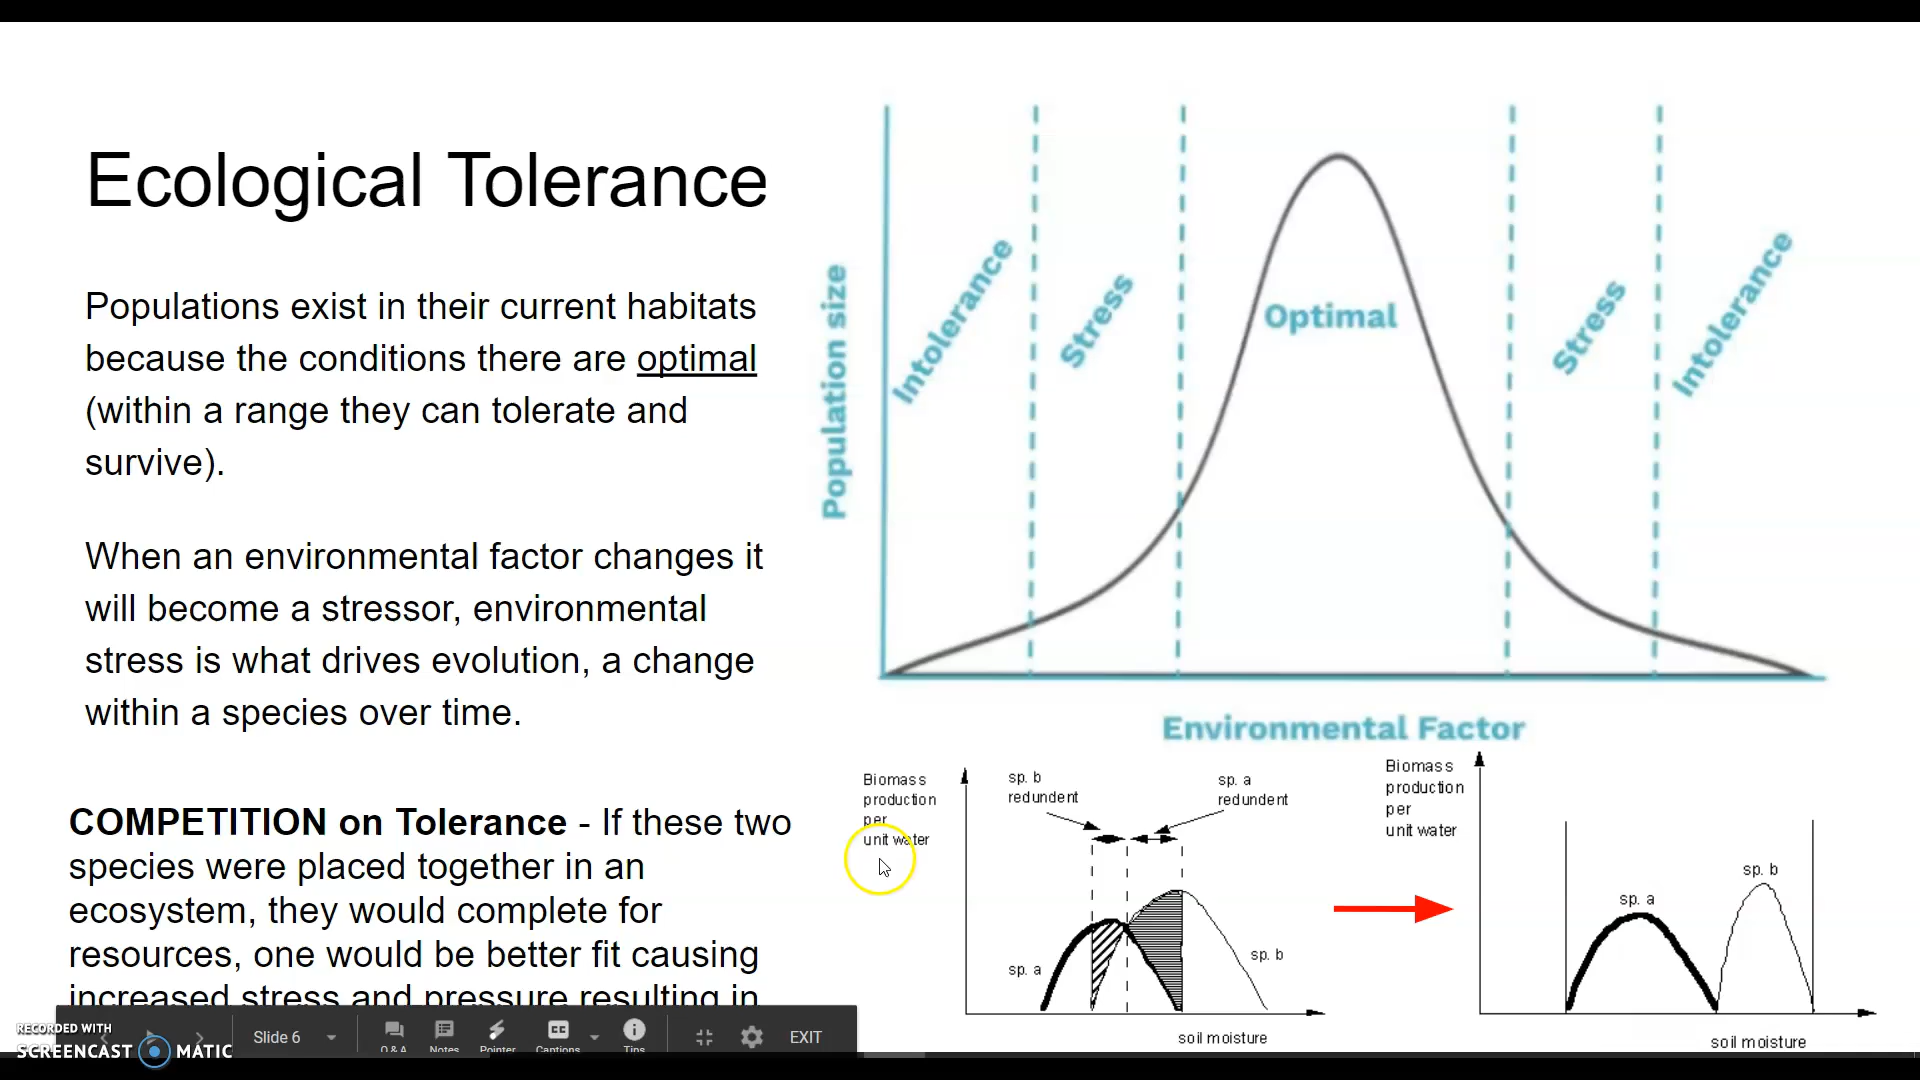 Ecological Tolerance
Populations exist in their current habitats
because the conditions there are optimal
(within a range they can tolerate and
survive).
When an environmental factor changes it
will become a stressor, environmental
stress is what drives evolution, a change
within a species over time.
COMPETITION on Tolerance - If these two
species were placed together in an
ecosystem, they would complete for
resources, one would be better fit causing
increased stress and pressure resulting in
Population size
Intolerance
Stress
Optimal
Stress
Intolerance
Environmental Factor
Biomass
production
per
unit water
sp. b
redundent
sp. a
redundent
sp. a
sp. b
soil moisture
Biomass
production
per
unit water
sp. a
sp. b
soil moisture
RECORDED WITH
SCREENCAST MATIC
Slide 6
Q & A
Notes
Pointer
CC
Captions
Tips
EXIT